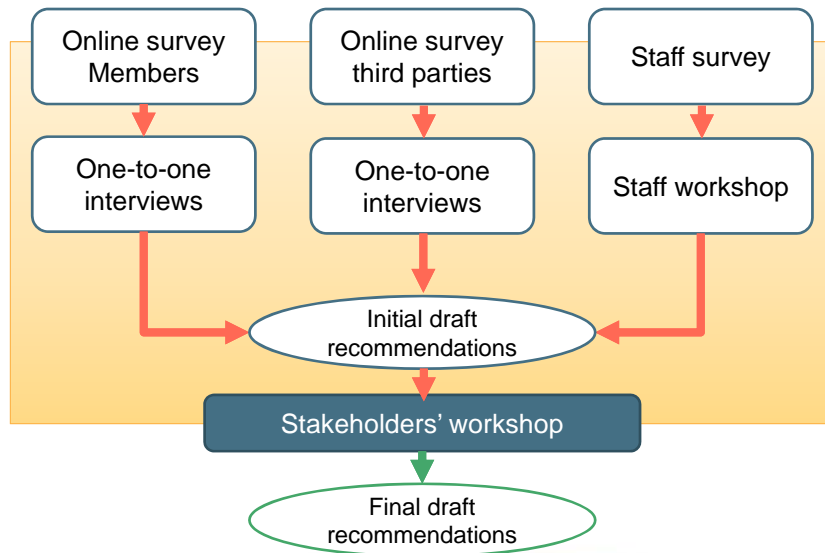 Online survey
Members
Online survey
third parties
Staff survey
One-to-one
interviews
One-to-one
interviews
Staff workshop
Initial draft
recommendations
Stakeholders’ workshop
Final draft
recommendations